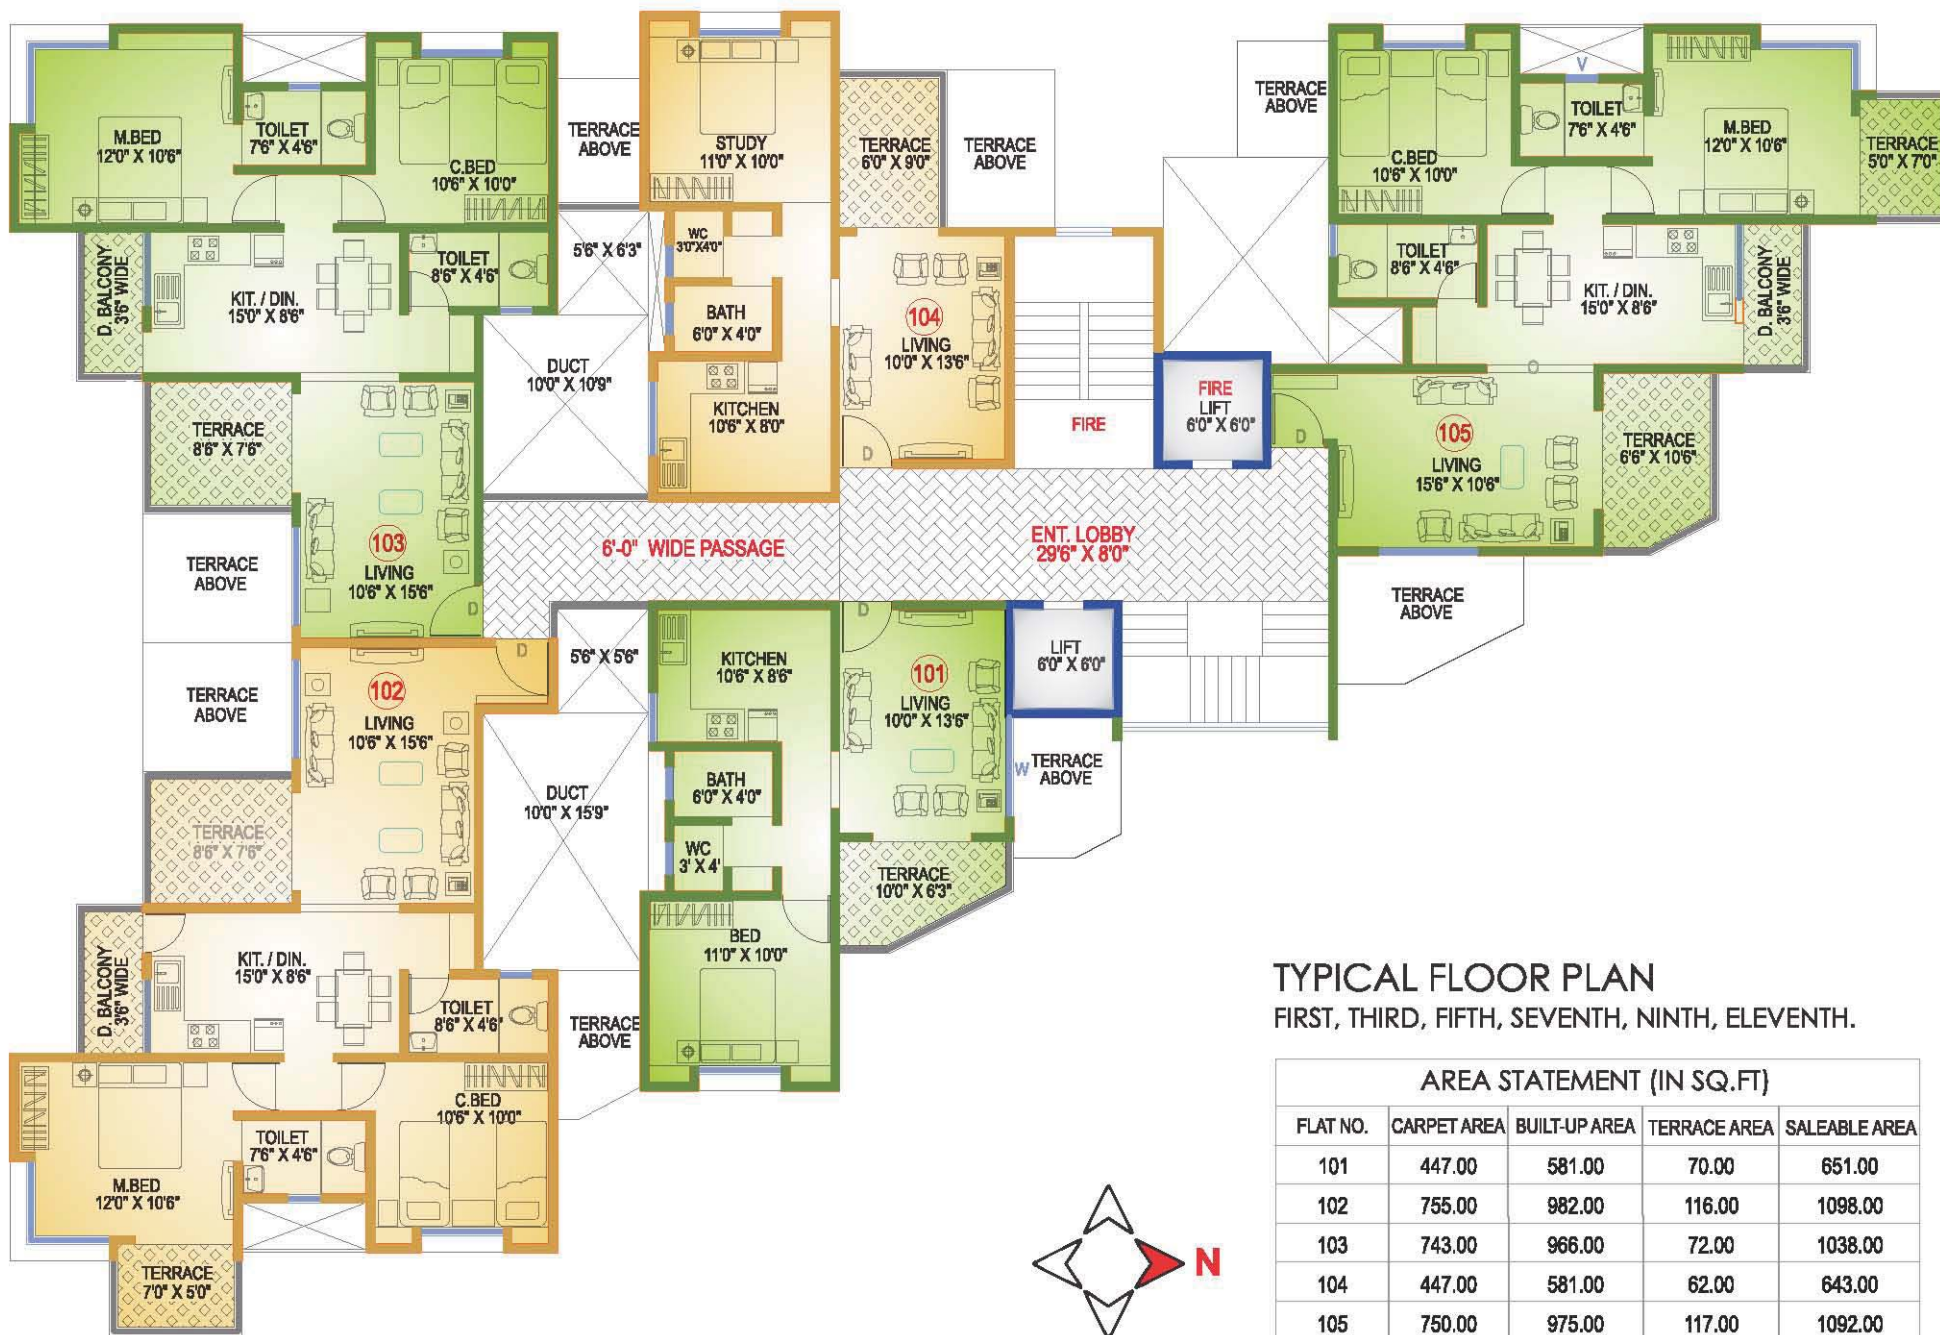 M.BED
12'0" X 10'6"
TOILET
7'6" X 4'6"
C.BED
10'6" X 10'0"
TERRACE
ABOVE
STUDY
11'0" X 10'0"
TERRACE
6'0" X 9'0"
TERRACE
ABOVE
TERRACE
ABOVE
C.BED
10'6" X 10'0"
V
TOILET
7'6" X 4'6"
M.BED
12'0" X 10'6"
TERRACE
5'0" X 7'0"
D. BALCONY
3'6" WIDE
KIT. / DIN.
15'0" X 8'6"
TOILET
8'6" X 4'6"
5'6" X 6'3"
WC
3'0"X4'0"
BATH
6'0" X 4'0"
DUCT
10'0" X 10'9"
KITCHEN
10'6" X 8'0"
104
LIVING
10'0" X 13'6"
D
FIRE
FIRE
LIFT
6'0" X 6'0"
TOILET
8'6" X 4'6"
KIT. / DIN.
15'0" X 8'6"
D. BALCONY
3'6" WIDE
O
D
105
LIVING
15'6" X 10'6"
TERRACE
6'6" X 10'6"
TERRACE
ABOVE
TERRACE
8'6" X 7'6"
TERRACE
ABOVE
103
LIVING
10'6" X 15'6"
D
6'-0" WIDE PASSAGE
ENT. LOBBY
29'6" X 8'0"
TERRACE
ABOVE
102
LIVING
10'6" X 15'6"
D
5'6" X 5'6"
KITCHEN
10'6" X 8'6"
D
101
LIVING
10'0" X 13'6"
LIFT
6'0" X 6'0"
W
TERRACE
ABOVE
TERRACE
8'6" X 7'6"
DUCT
10'0" X 15'9"
BATH
6'0" X 4'0"
WC
3' X 4'
TERRACE
10'0" X 6'3"
BED
11'0" X 10'0"
D. BALCONY
3'6" WIDE
KIT. / DIN.
15'0" X 8'6"
TOILET
8'6" X 4'6"
TERRACE
ABOVE
C.BED
10'6" X 10'0"
TOILET
7'6" X 4'6"
M.BED
12'0" X 10'6"
TERRACE
7'0" X 5'0"
N
TYPICAL FLOOR PLAN
FIRST, THIRD, FIFTH, SEVENTH, NINTH, ELEVENTH.
AREA STATEMENT (IN SQ.FT)
FLAT NO. CARPET AREA BUILT-UP AREA TERRACE AREA SALEABLE AREA
101 447.00 581.00 70.00 651.00
102 755.00 982.00 116.00 1098.00
103 743.00 966.00 72.00 1038.00
104 447.00 581.00 62.00 643.00
105 750.00 975.00 117.00 1092.00